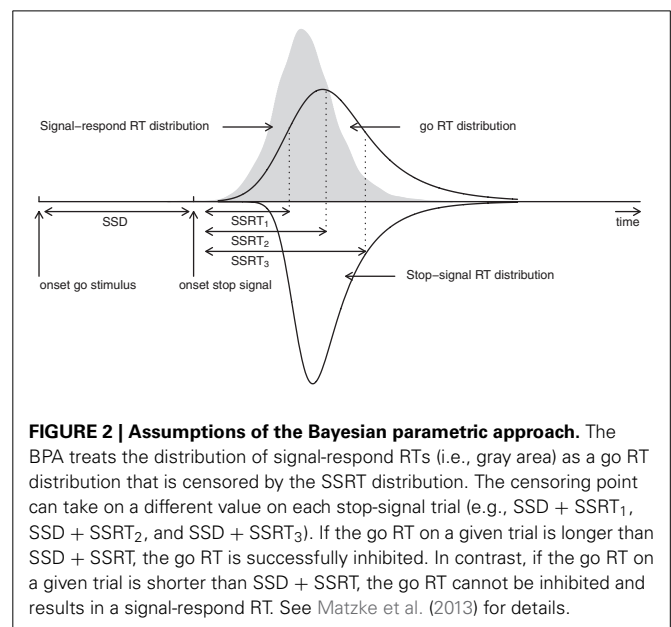 Signal–respond RT distribution
go RT distribution
SSD
SSRT1
time
SSRT2
SSRT3
onset go stimulus
onset stop signal
Stop–signal RT distribution
FIGURE 2 | Assumptions of the Bayesian parametric approach. The
BPA treats the distribution of signal-respond RTs (i.e., gray area) as a go RT
distribution that is censored by the SSRT distribution. The censoring point
can take on a different value on each stop-signal trial (e.g., SSD + SSRT1,
SSD + SSRT2, and SSD + SSRT3). If the go RT on a given trial is longer than
SSD + SSRT, the go RT is successfully inhibited. In contrast, if the go RT on
a given trial is shorter than SSD + SSRT, the go RT cannot be inhibited and
results in a signal-respond RT. See Matzke et al. (2013) for details.